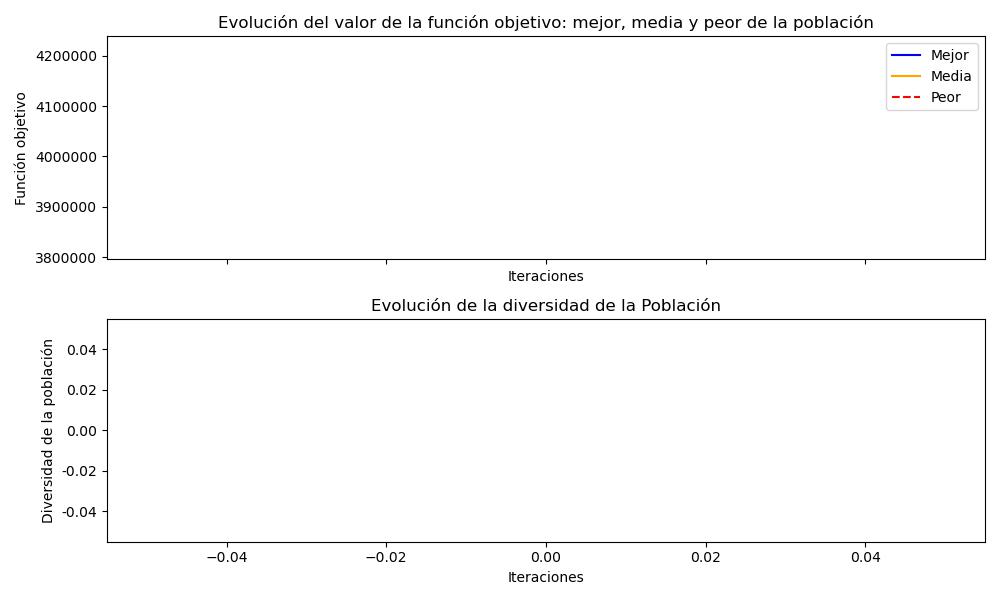 Evolución del valor de la función objetivo: mejor, media y peor de la población
Función objetivo
4200000
4100000
4000000
3900000
3800000
Mejor
Media
Peor
Iteraciones
Evolución de la diversidad de la Población
Diversidad de la población
0.04
0.02
0.00
-0.02
-0.04
−0.04
−0.02
0.00
0.02
0.04
Iteraciones